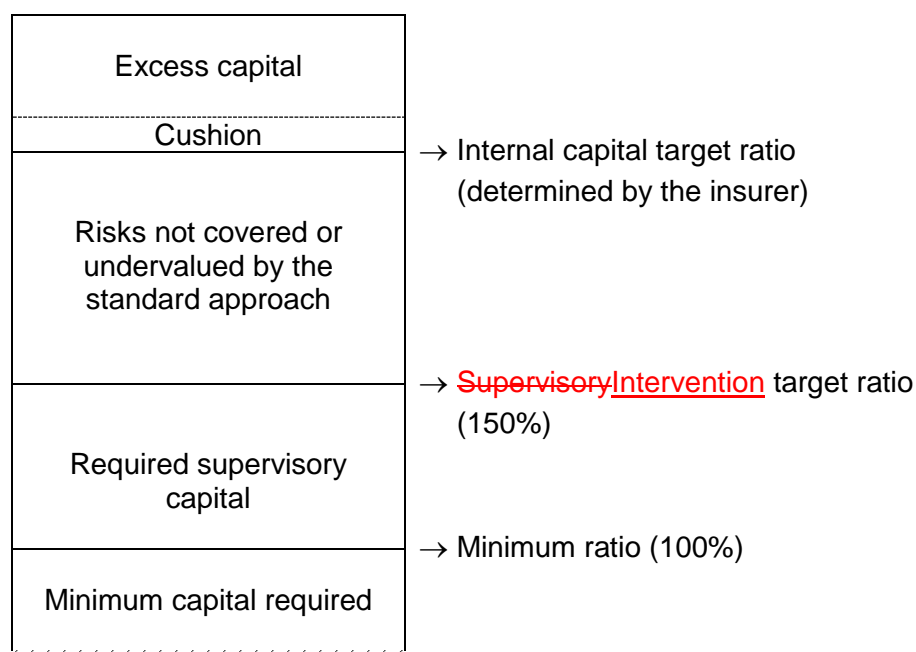 Excess capital
Cushion
→ Internal capital target ratio
(determined by the insurer)
Risks not covered or
undervalued by the
standard approach
→ SupervisoryIntervention target ratio
(150%)
Required supervisory
capital
→ Minimum ratio (100%)
Minimum capital required